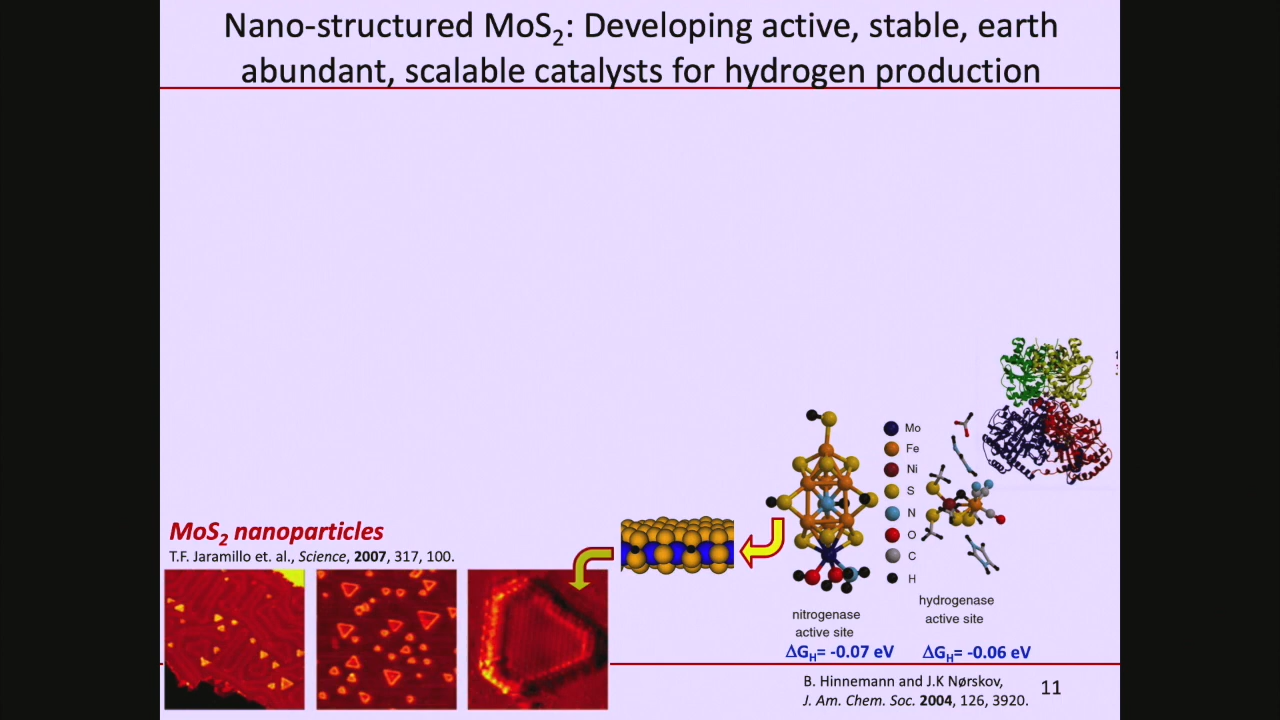 Nano-structured MoS₂: Developing active, stable, earth
abundant, scalable catalysts for hydrogen production
MoS₂ nanoparticles
T.F. Jaramillo et. al., Science, 2007, 317, 100.
Mo
Fe
Ni
S
N
O
C
H
nitrogenase
active site
ΔG_H= -0.07 eV
hydrogenase
active site
ΔG_H= -0.06 eV
B. Hinnemann and J.K Nørskov,
J. Am. Chem. Soc. 2004, 126, 3920.
11